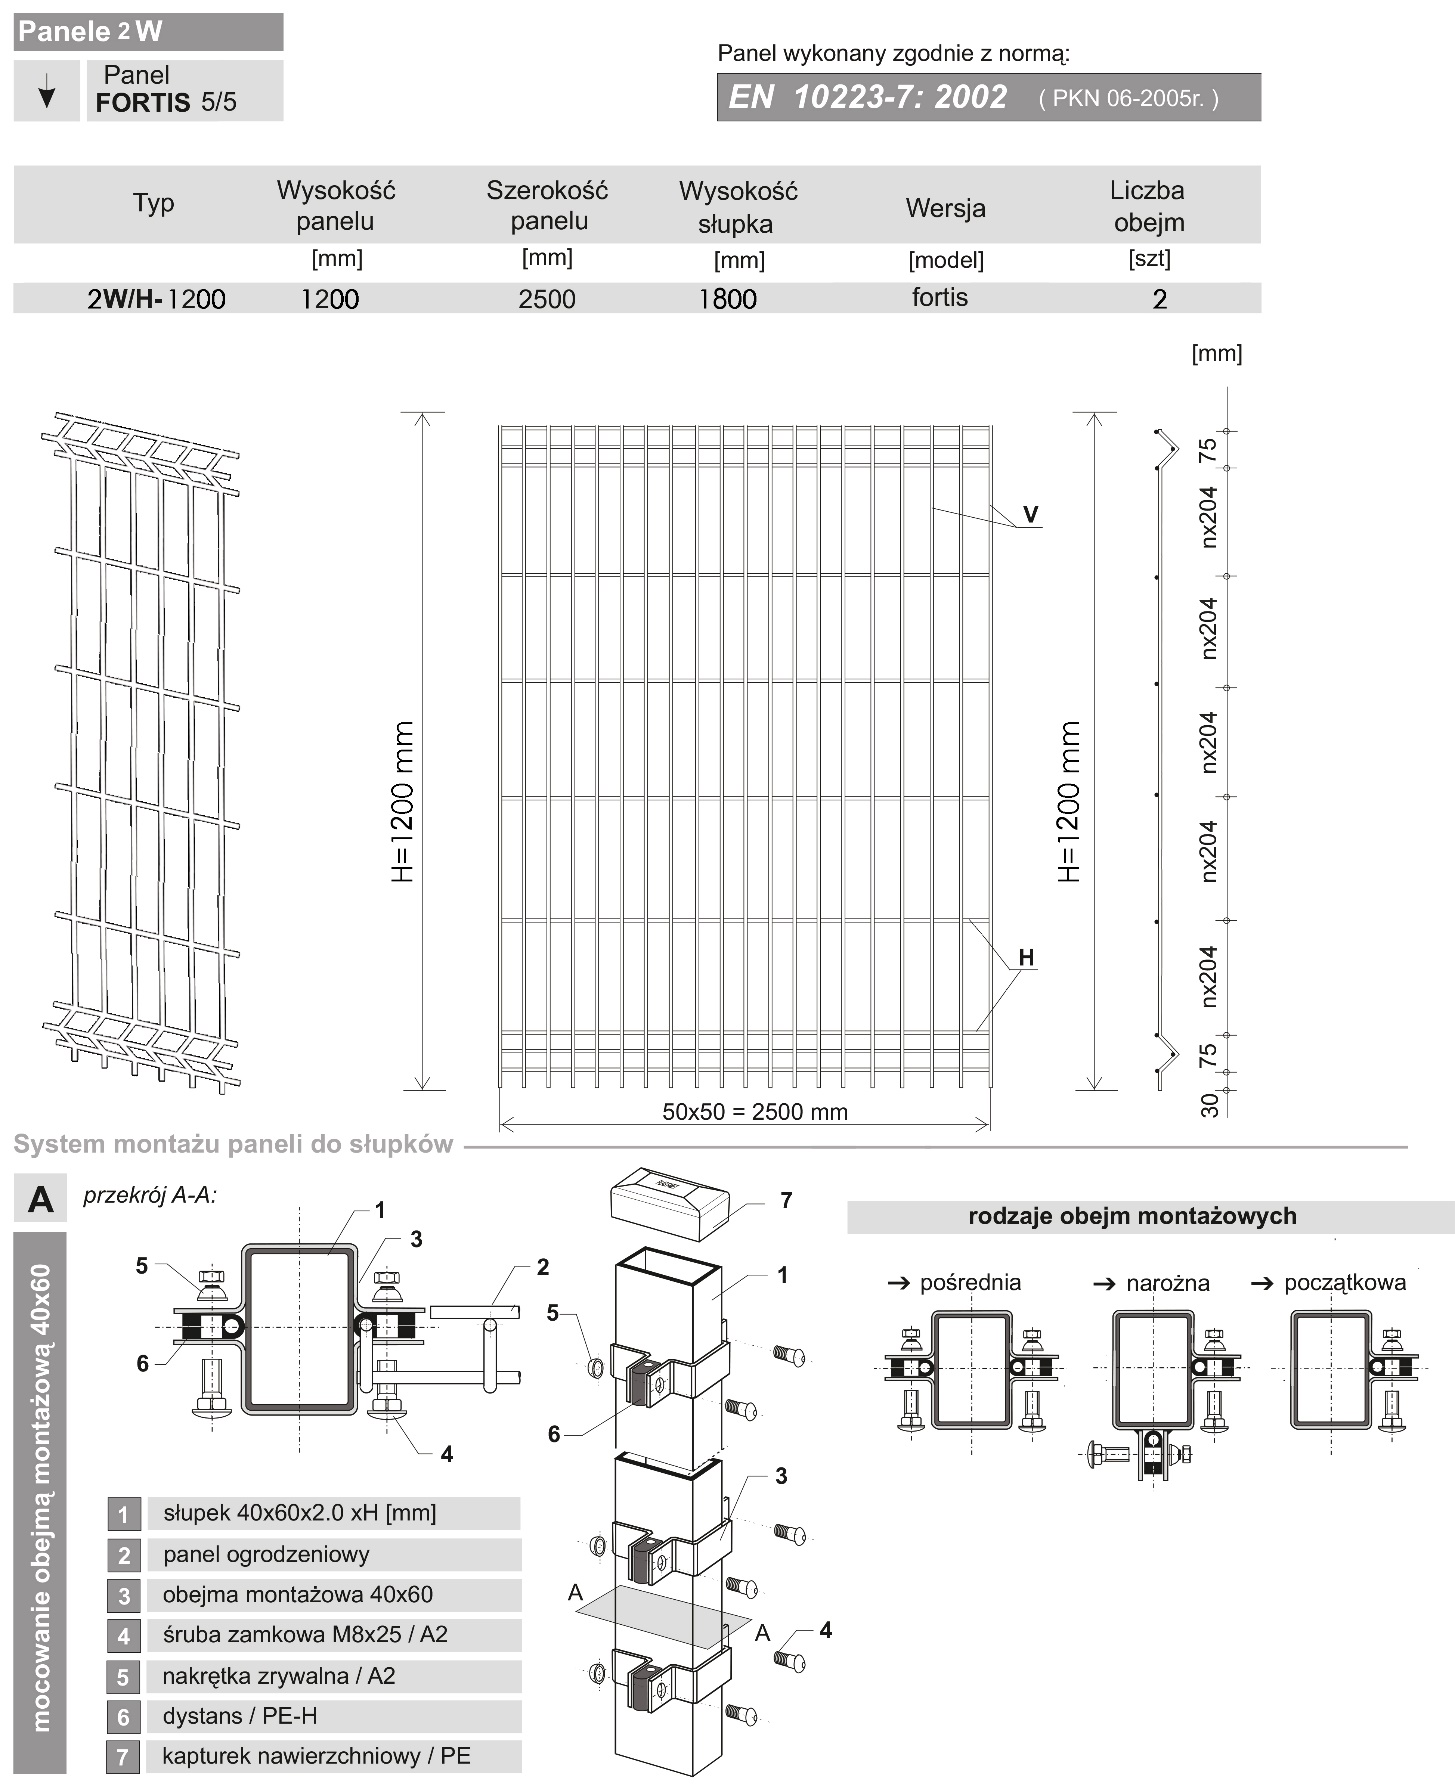 Panele 2 W
Panel
FORTIS 5/5
Panel wykonany zgodnie z normą:
EN 10223-7: 2002 ( PKN 06-2005r. )
Typ
Wysokość
panelu
Szerokość
panelu
Wysokość
słupka
Wersja
Liczba
obejm
[mm] [mm] [mm] [model] [szt]
2W/H-1200 1200 2500 1800 fortis 2
[mm]
75
nx204
nx204
nx204
nx204
nx204
75
30
V
H
H=1200 mm
H=1200 mm
50x50 = 2500 mm
System montażu paneli do słupków
A
przekrój A-A:
mocowanie obejmą montażową 40x60
1
3
2
5
6
4
7
1
5
6
3
A
A
4
rodzaje obejm montażowych
pośrednia
narożna
początkowa
1 słupek 40x60x2.0 xH [mm]
2 panel ogrodzeniowy
3 obejma montażowa 40x60
4 śruba zamkowa M8x25 / A2
5 nakrętka zrywalna / A2
6 dystans / PE-H
7 kapturek nawierzchniowy / PE